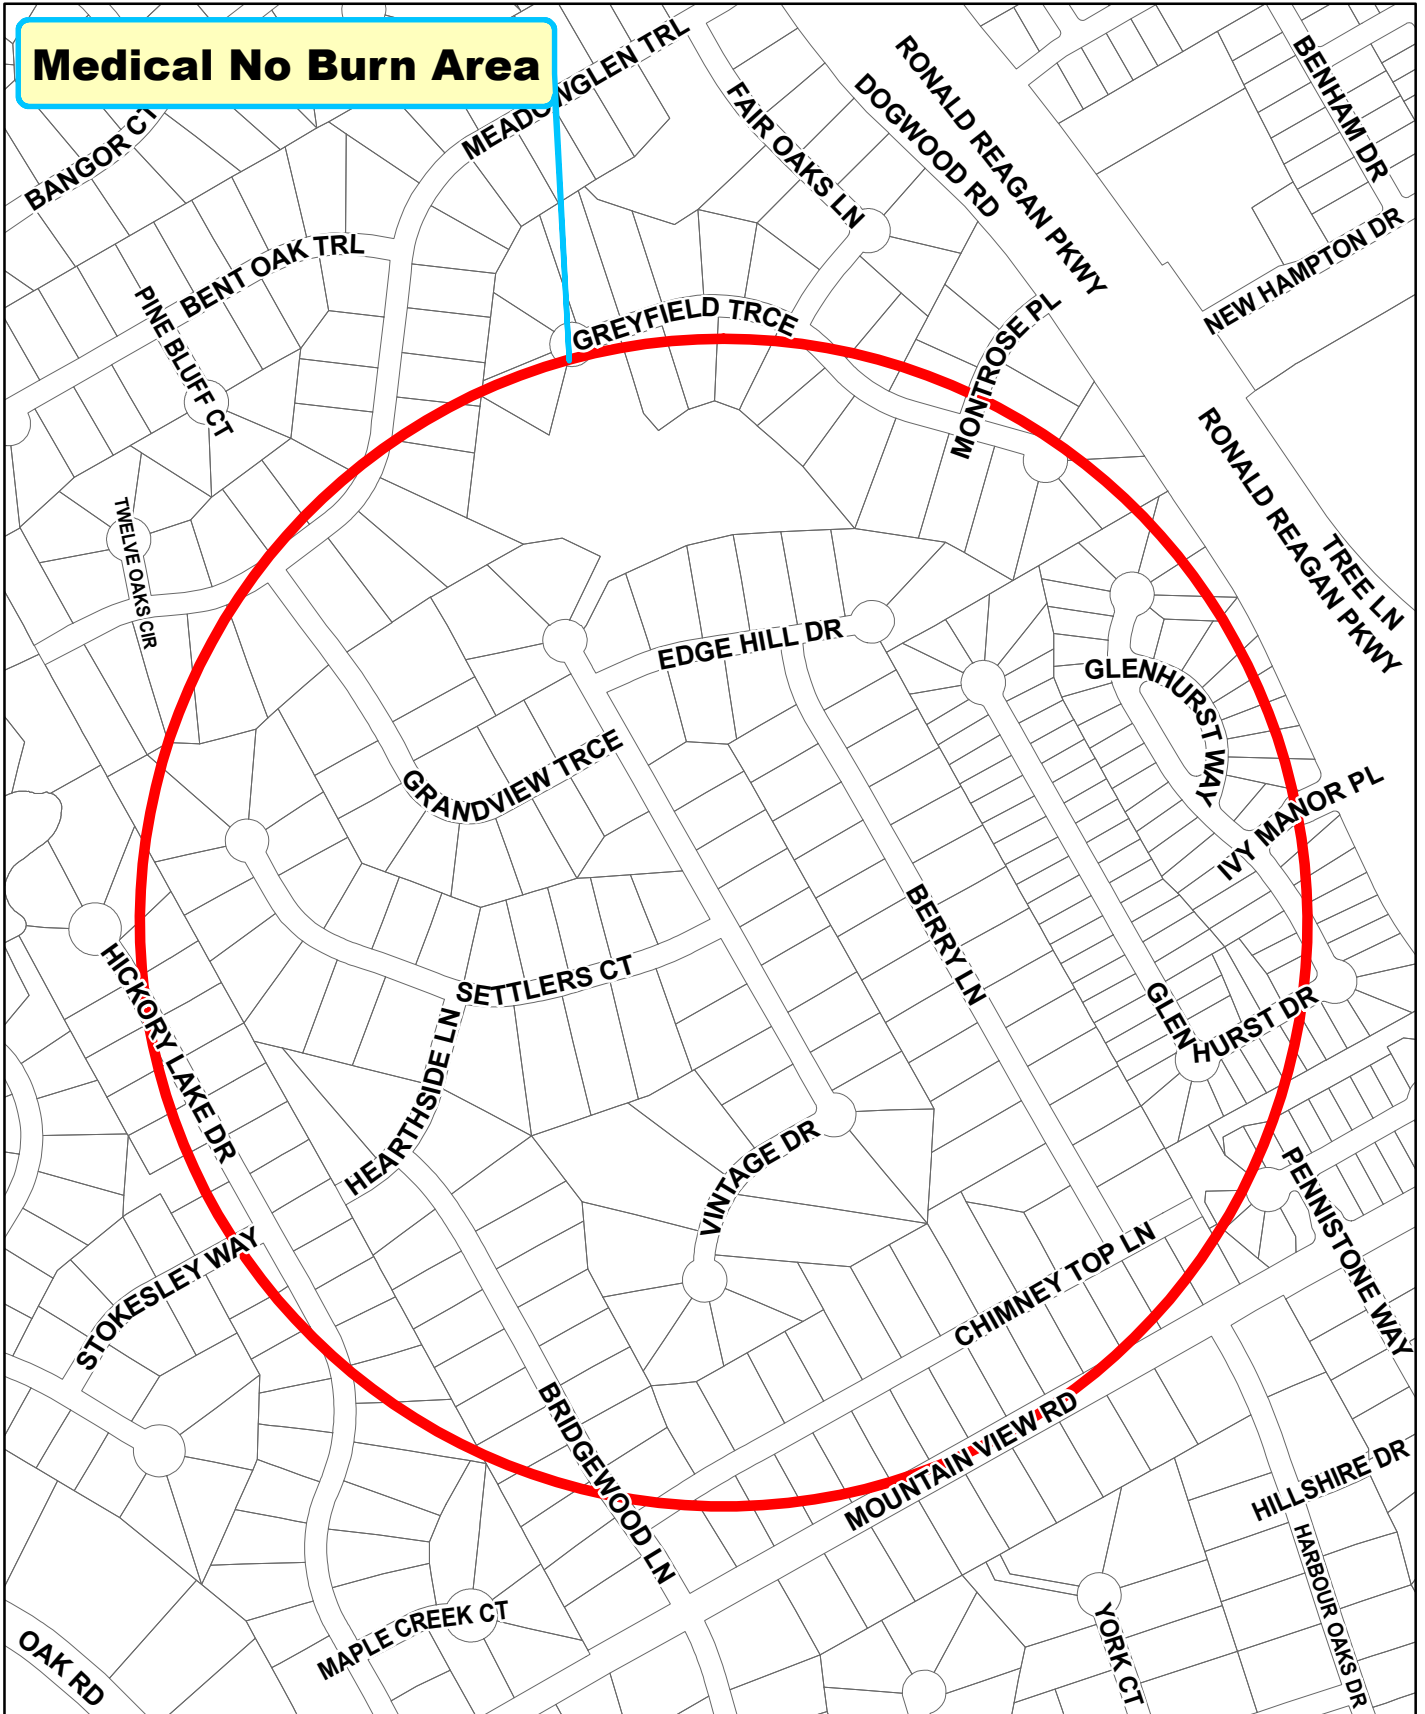 Medical No Burn Area
MEADOWGLEN TRL
RONALD REAGAN PKWY
BENHAM DR
FAIR OAKS LN
DOGWOOD RD
BANGOR CT
BENT OAK TRL
NEW HAMPTON DR
PINE BLUFF CT
GREYFIELD TRCE
MONTROSE PL
RONALD REAGAN PKWY
TREE LN
TWELVE OAKS CIR
EDGE HILL DR
GLENHURST WAY
GRANDVIEW TRCE
IVY MANOR PL
BERRY LN
HICKORY LAKE DR
SETTLERS CT
GLEN HURST DR
HEARTHSIDE LN
VINTAGE DR
PENNISTONE WAY
STOKESLEY WAY
CHIMNEY TOP LN
BRIDGEWOOD LN
MOUNTAIN VIEW RD
HILLSHIRE DR
HARBOUR OAKS DR
MAPLE CREEK CT
YORK CT
OAK RD